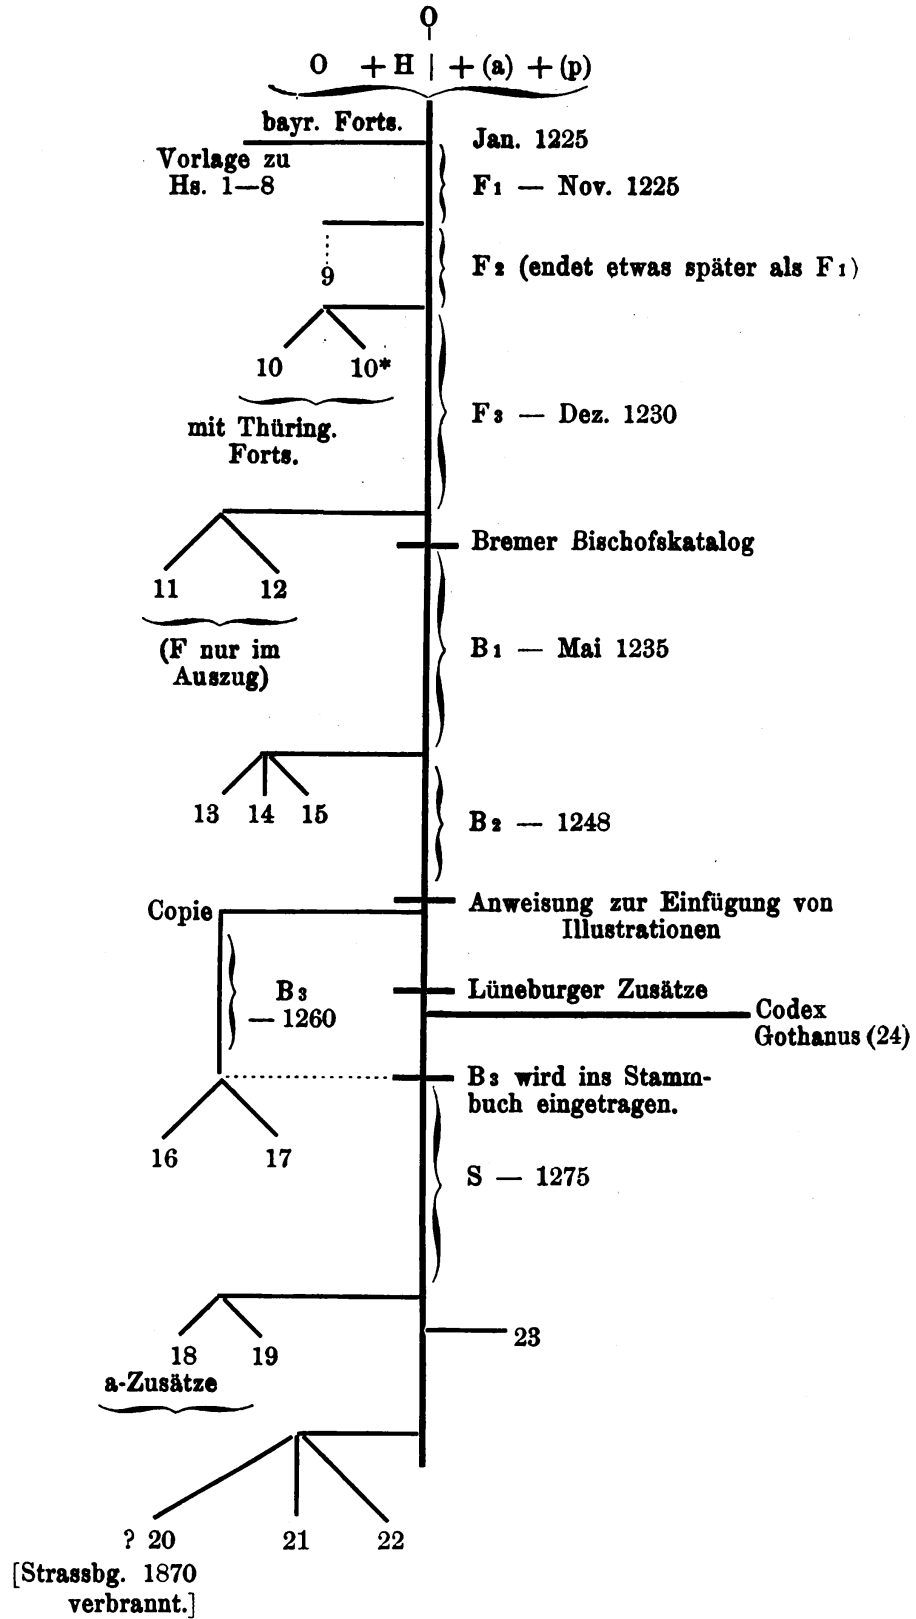 O
O + H | + (a) + (p)
bayr. Forts.
Jan. 1225
Vorlage zu
Hs. 1—8
F1 — Nov. 1225
F2 (endet etwas später als F1)
9
10 10*
mit Thüring.
Forts.
F3 — Dez. 1230
Bremer Bischofskatalog
11 12
(F nur im
Auszug)
B1 — Mai 1235
13 14 15
B2 — 1248
Anweisung zur Einfügung von
Illustrationen
Copie
B3
— 1260
Lüneburger Zusätze
Codex
Gothanus (24)
B3 wird ins Stamm-
buch eingetragen.
16 17
S — 1275
23
18 19
a-Zusätze
? 20 21 22
[Strassbg. 1870
verbrannt.]